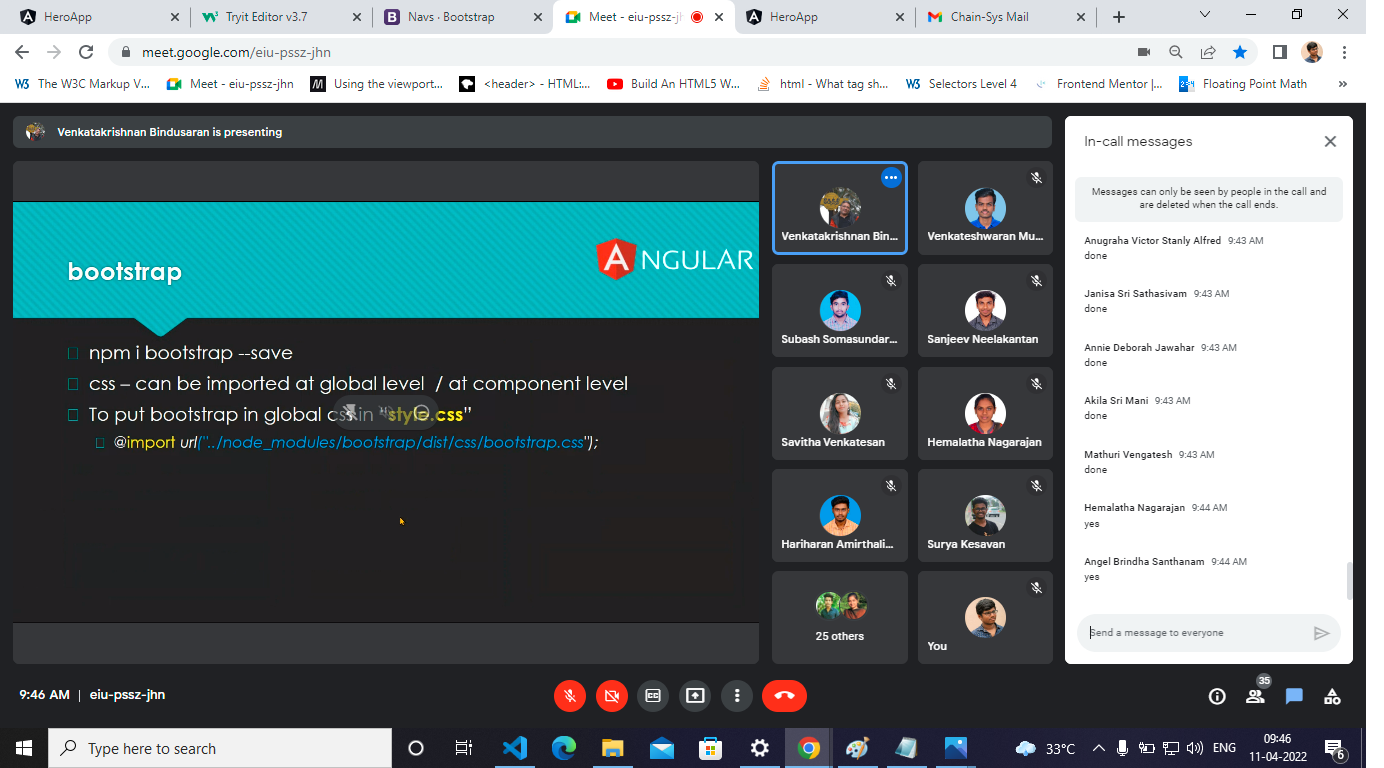 HeroApp
Tryit Editor v3.7
Navs · Bootstrap
Meet - eiu-pssz-jh
HeroApp
Chain-Sys Mail
meet.google.com/eiu-pssz-jhn
The W3C Markup V...
Meet - eiu-pssz-jhn
Using the viewport...
<header> - HTML:...
Build An HTML5 W...
html - What tag sh...
Selectors Level 4
Frontend Mentor |...
Floating Point Math
Venkatakrishnan Bindusaran is presenting
bootstrap
ANGULAR
npm i bootstrap --save
css – can be imported at global level / at component level
To put bootstrap in global css in "style.css"
@import url("../node_modules/bootstrap/dist/css/bootstrap.css");
Venkatakrishnan Bin...
Venkateshwaran Mu...
Subash Somasundar...
Sanjeev Neelakantan
Savitha Venkatesan
Hemalatha Nagarajan
Hariharan Amirthali...
Surya Kesavan
25 others
You
In-call messages
Messages can only be seen by people in the call and
are deleted when the call ends.
Anugraha Victor Stanly Alfred 9:43 AM
done
Janisa Sri Sathasivam 9:43 AM
done
Annie Deborah Jawahar 9:43 AM
done
Akila Sri Mani 9:43 AM
done
Mathuri Vengatesh 9:43 AM
done
Hemalatha Nagarajan 9:44 AM
yes
Angel Brindha Santhanam 9:44 AM
yes
Send a message to everyone
9:46 AM | eiu-pssz-jhn
35
Type here to search
33°C
ENG
09:46
11-04-2022
6